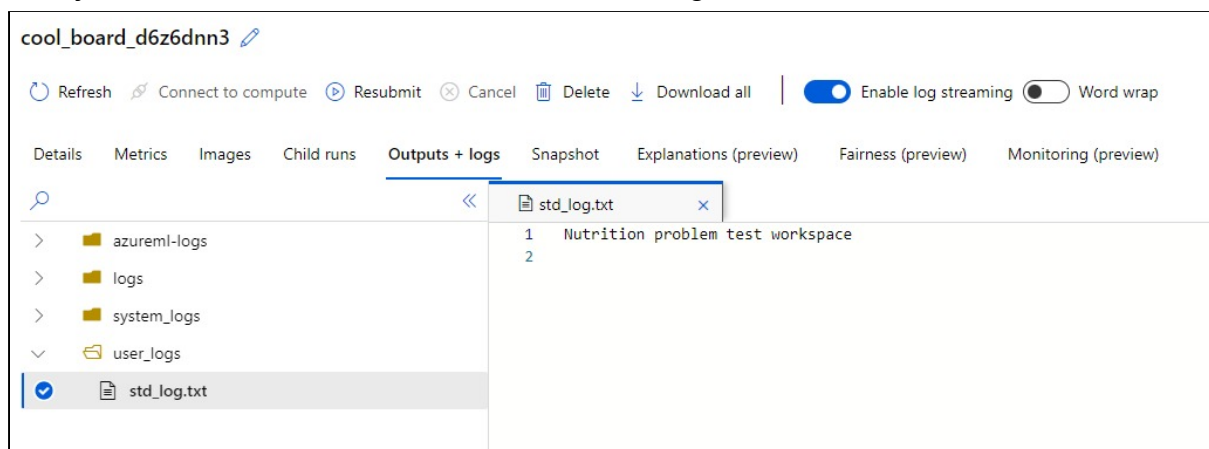 cool_board_d6z6dnn3
Refresh Connect to compute Resubmit Cancel Delete Download all Enable log streaming Word wrap
Details Metrics Images Child runs Outputs + logs Snapshot Explanations (preview) Fairness (preview) Monitoring (preview)
std_log.txt
azureml-logs
logs
system_logs
user_logs
std_log.txt
1 Nutrition problem test workspace
2